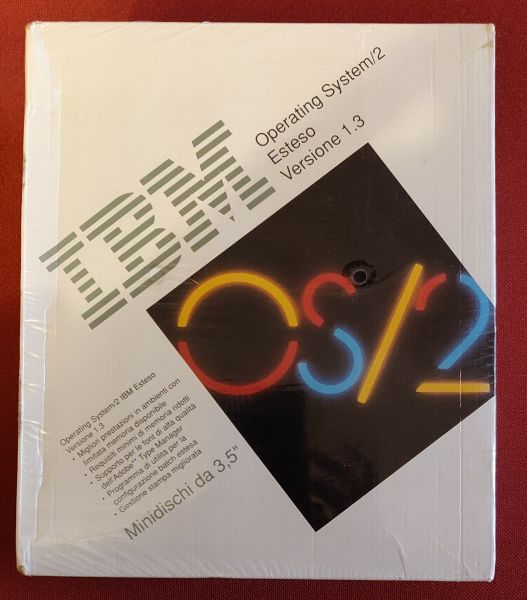 IBM
Operating System/2
Esteso
Versione 1.3
OS/2
Operating System/2 IBM Esteso
Versione 1.3
• Migliori prestazioni in ambienti con
limitata memoria disponibile
• Requisiti minimi di memoria ridotti
• Supporto per le font di alta qualità
dell'Adobe™ Type Manager
• Programma di utilità per la
configurazione batch estesa
• Gestione stampa migliorata
Minidischi da 3,5"